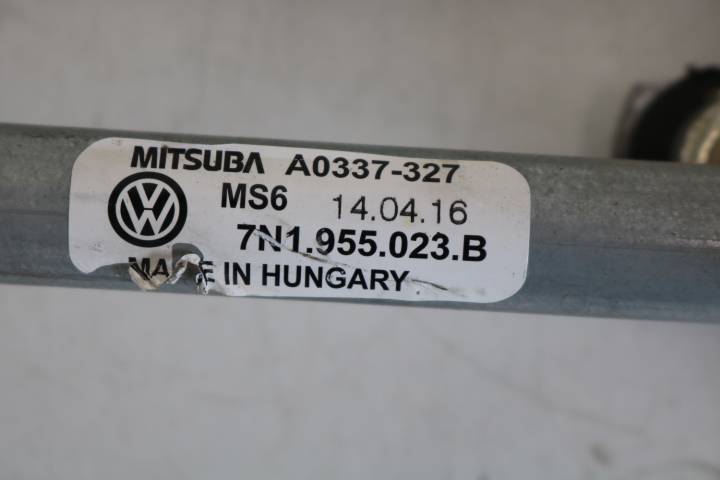 MITSUBA A0337-327
MS6 14.04.16
7N1.955.023.B
IN HUNGARY